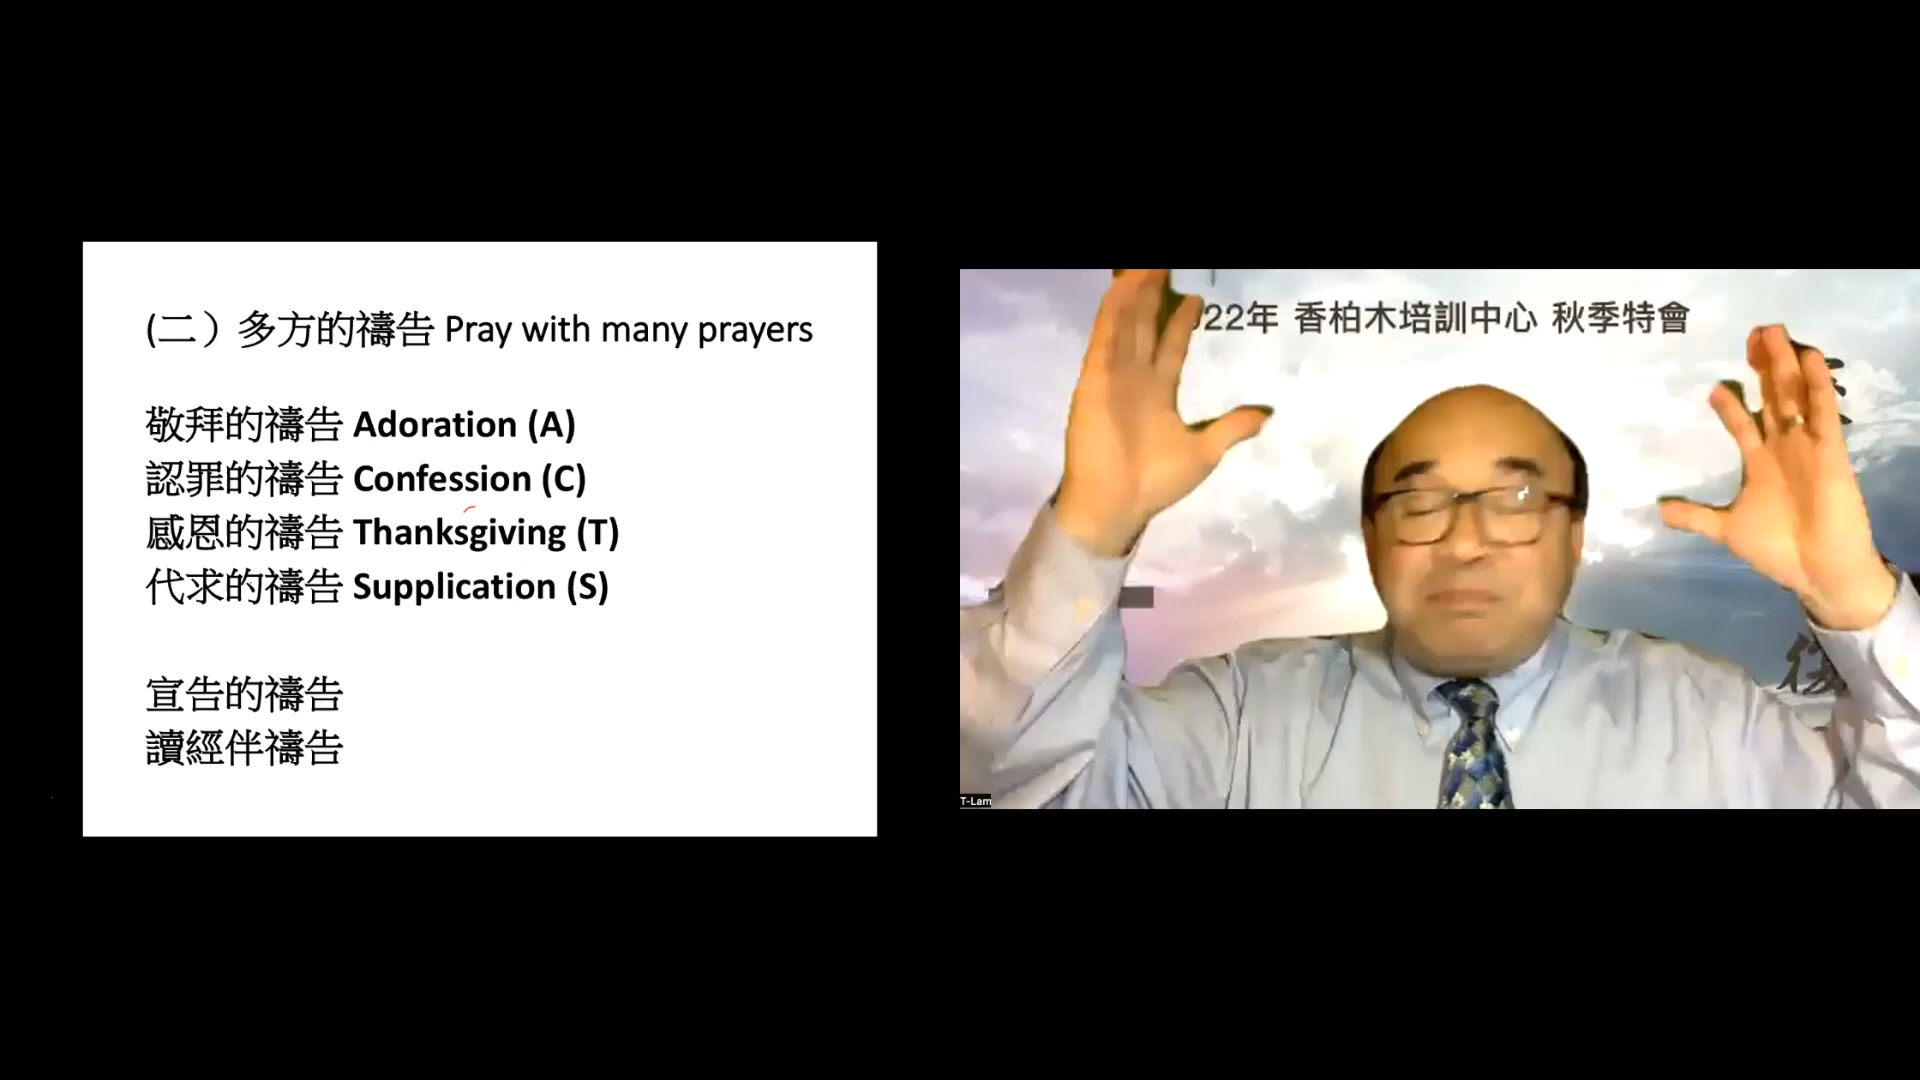 (二）多方的禱告 Pray with many prayers
敬拜的禱告 Adoration (A)
認罪的禱告 Confession (C)
感恩的禱告 Thanksgiving (T)
代求的禱告 Supplication (S)
宣告的禱告
讀經伴禱告
22年 香柏木培訓中心 秋季特會
T-Lam